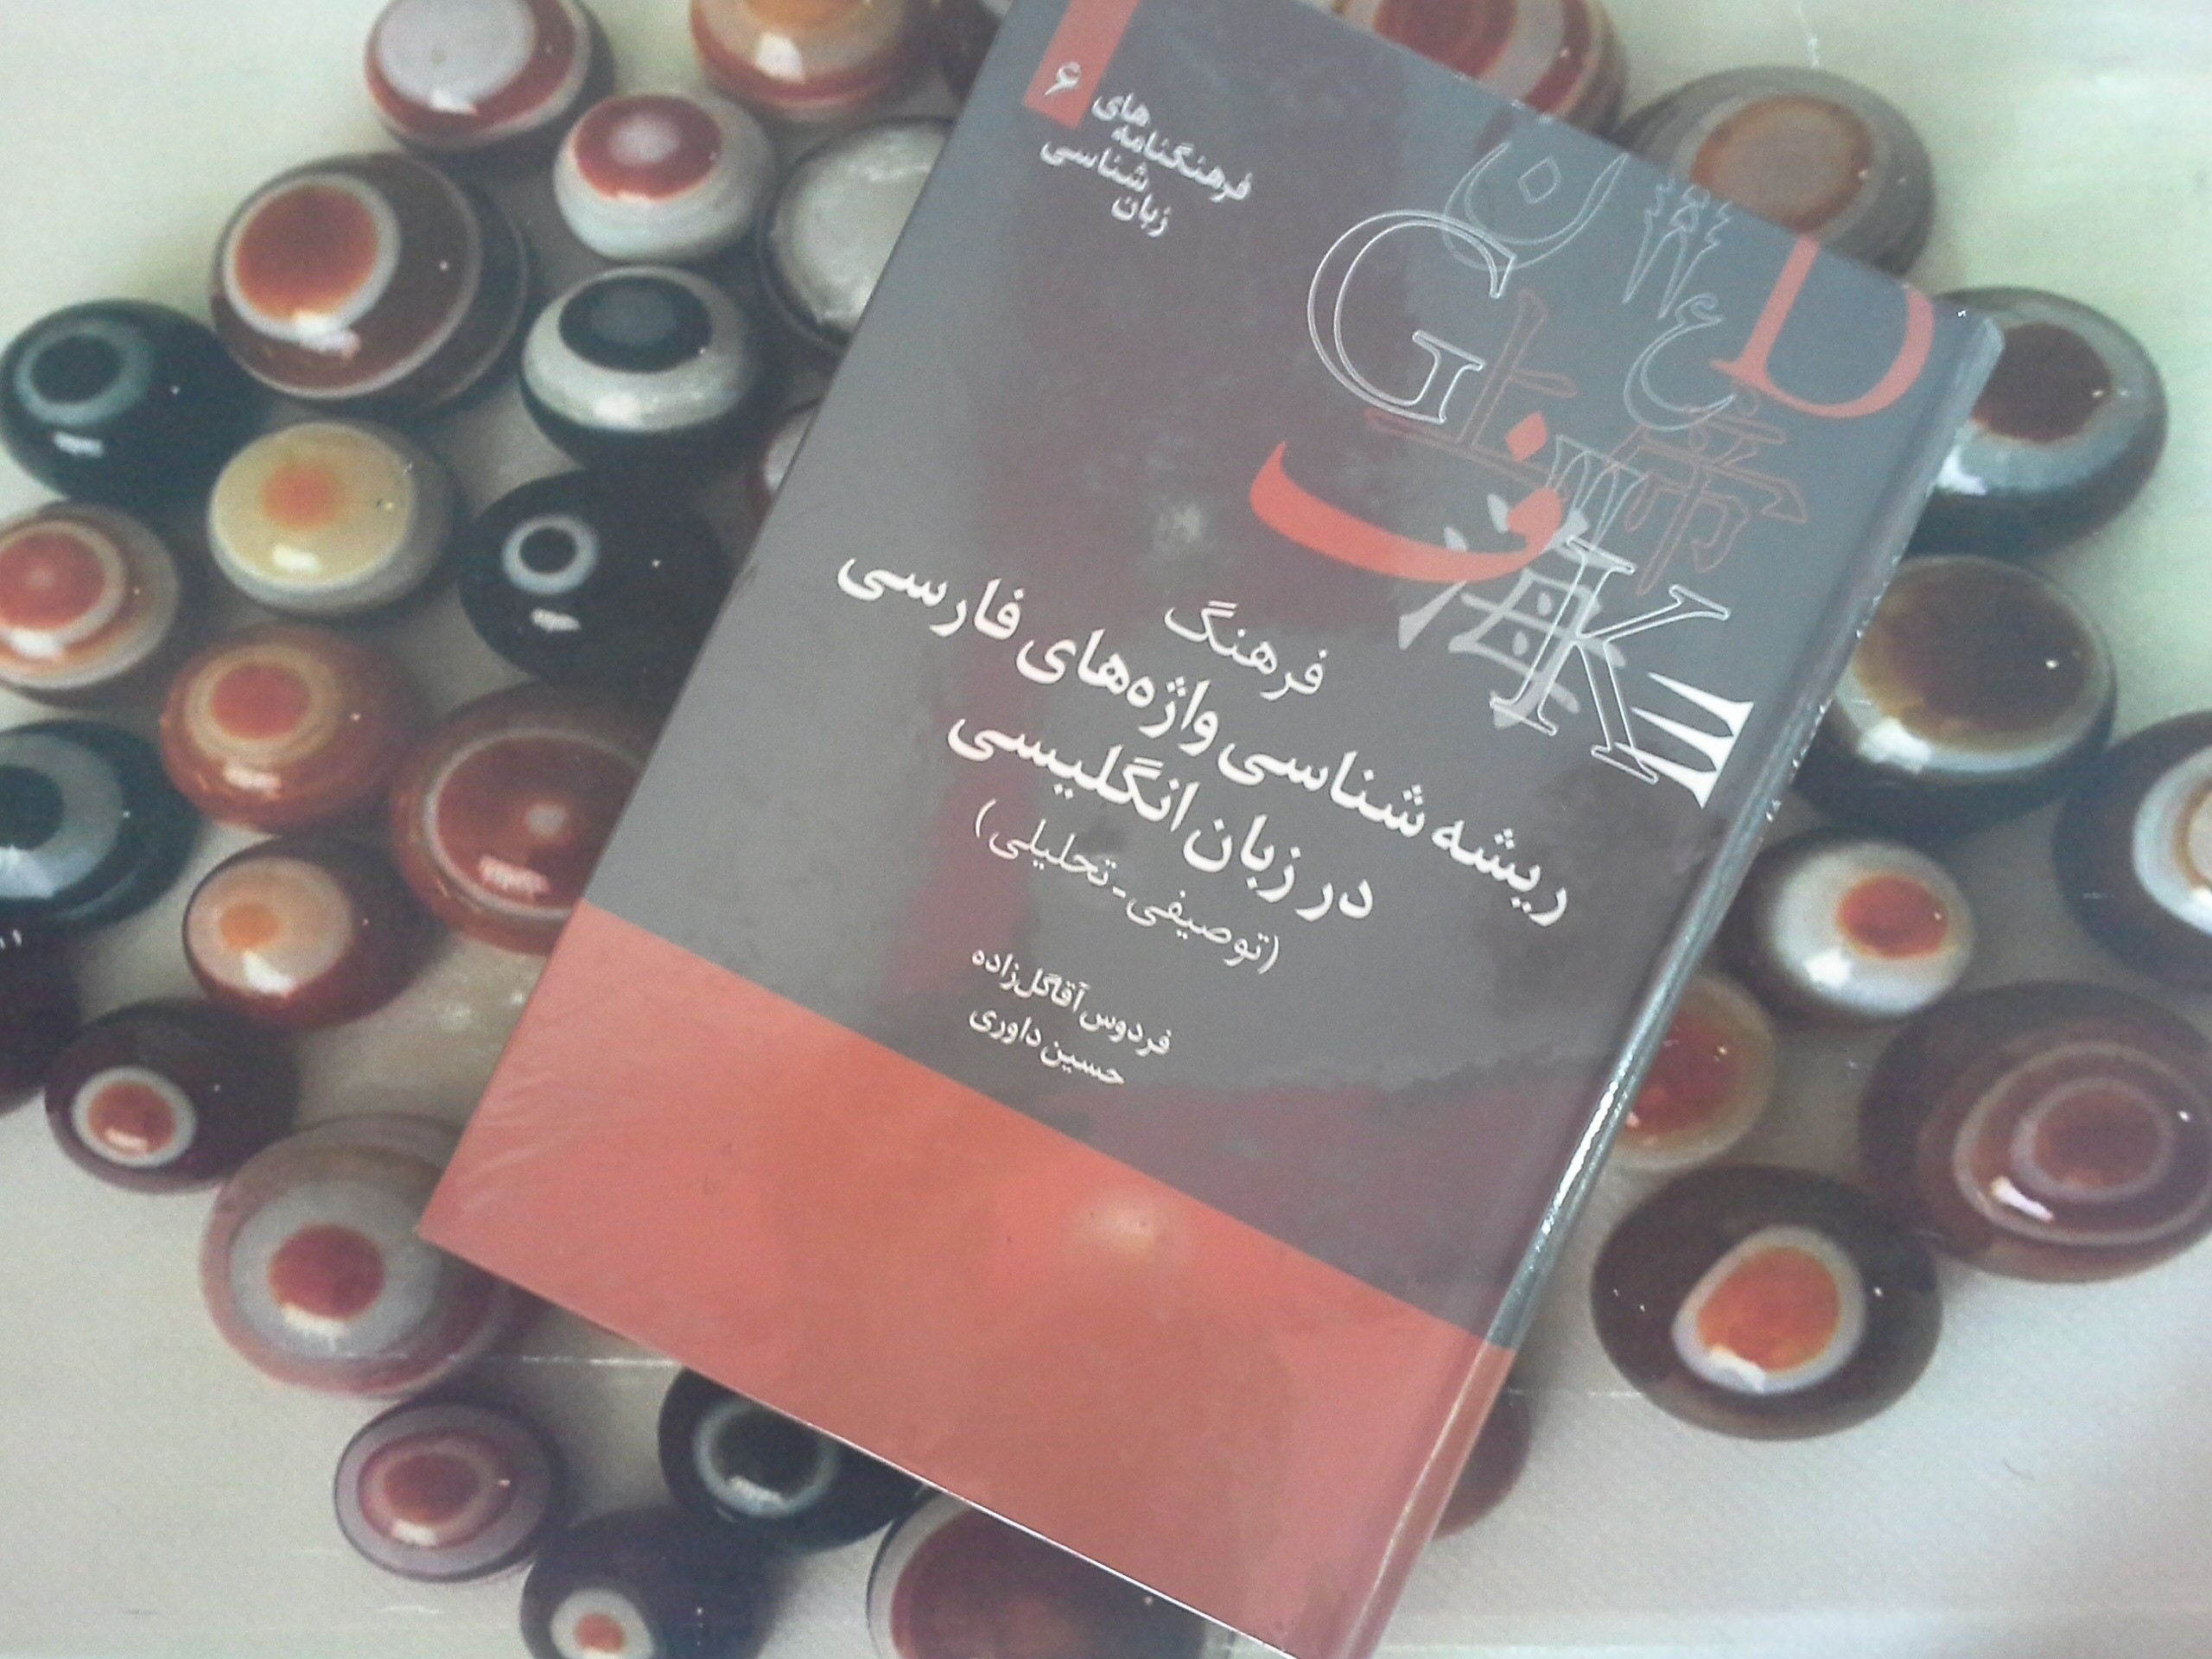 ۶
فرهنگنامه‌های
زبان‌شناسی
فرهنگ
ریشه‌شناسی واژه‌های فارسی
در زبان انگلیسی
(توصیفی-تحلیلی)
فردوس آقاگل‌زاده
حسین داوری